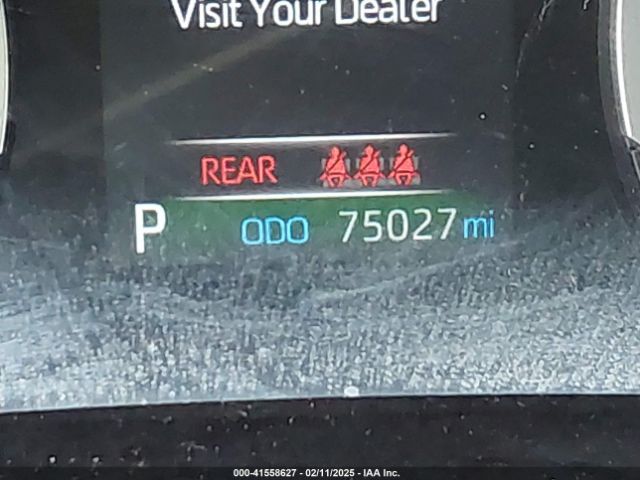 Visit Your Dealer
REAR
P ODO 75027 mi
000-41558627 - 02/11/2025 - IAA Inc.